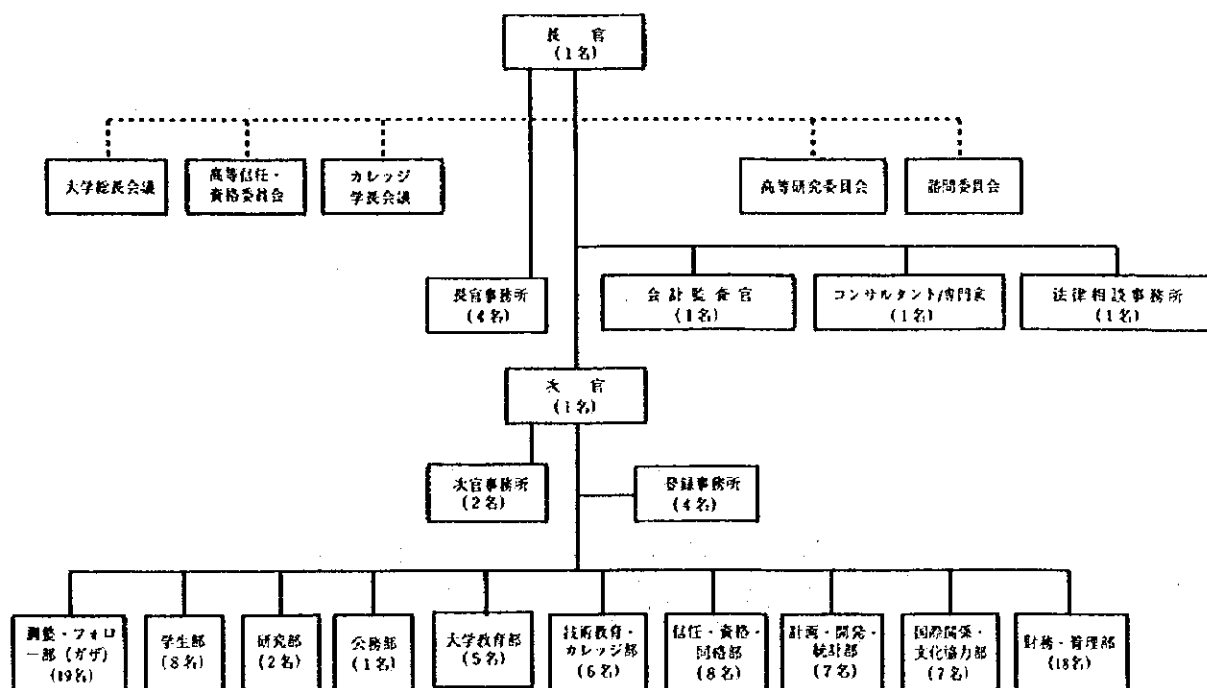 長 官
(1名)
大学総長会議
高等信任・
資格委員会
カレッジ
学長会議
高等研究委員会
諮問委員会
長官事務所
(4名)
会計監査官
(1名)
コンサルタント/専門家
(1名)
法律相談事務所
(1名)
次 官
(1名)
次官事務所
(2名)
登録事務所
(4名)
調整・フォロ
ー部(ガザ)
(19名)
学生部
(8名)
研究部
(2名)
公務部
(1名)
大学教育部
(5名)
技術教育・
カレッジ部
(6名)
信任・資格・
同格部
(8名)
計画・開発・
統計部
(7名)
国際関係・
文化協力部
(7名)
財務・管理部
(18名)